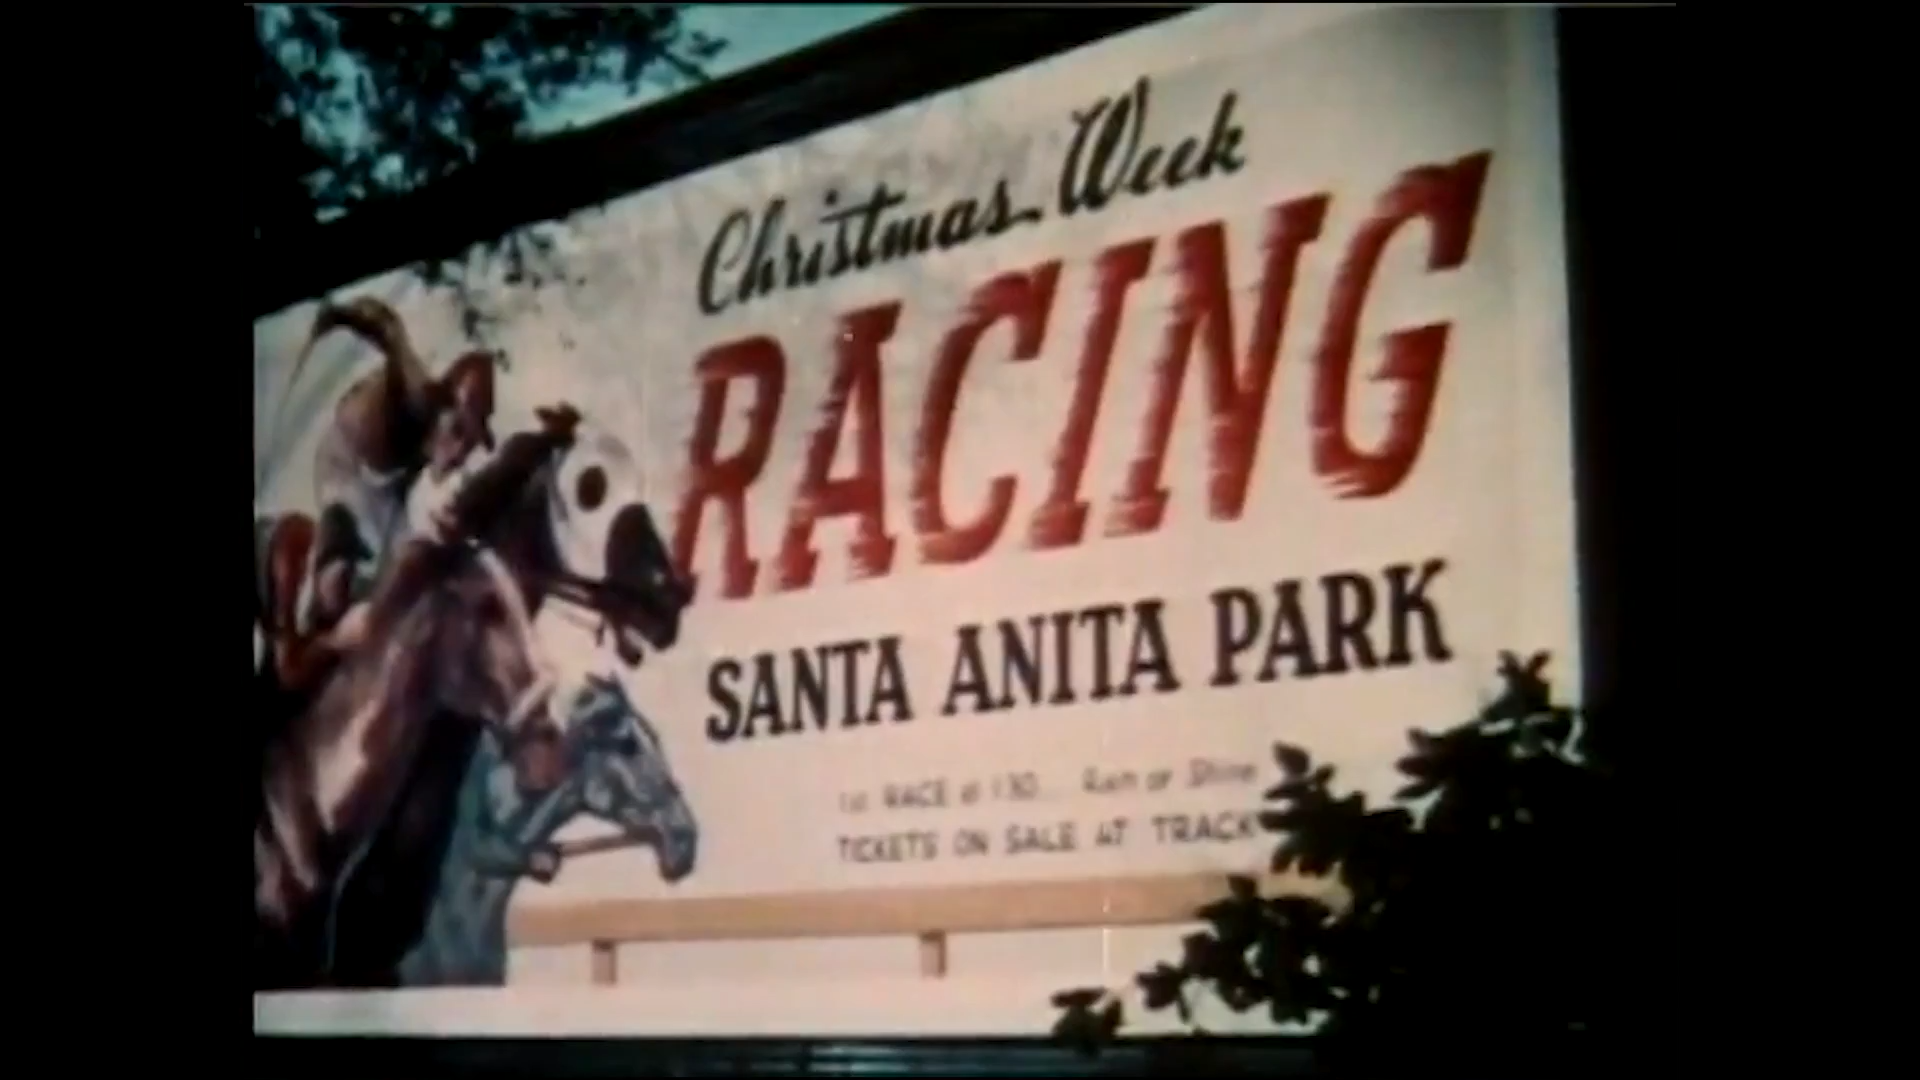 Christmas Week
RACING
SANTA ANITA PARK
1st RACE at 1:30... Rain or Shine
TICKETS ON SALE AT TRACK